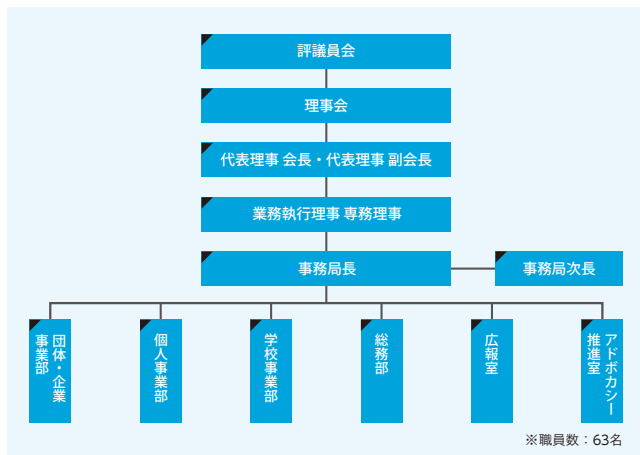 評議員会
理事会
代表理事 会長・代表理事 副会長
業務執行理事 専務理事
事務局長
事務局次長
団体・企業
事業部
個人事業部
学校事業部
総務部
広報室
アドボカシー
推進室
※職員数：63名